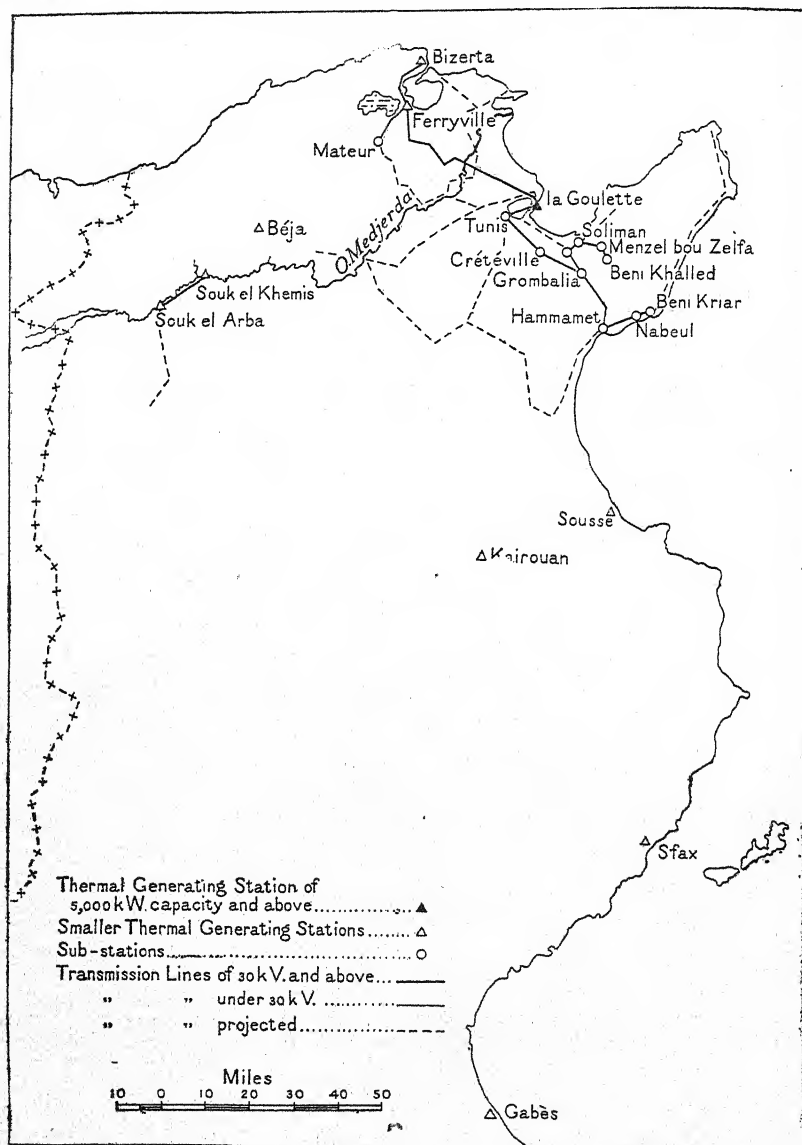 Bizerta
Ferryville
Mateur
la Goulette
O. Medjerda
Tunis
Soliman
Béja
Menzel bou Zelfa
Crétéville
Beni Khalled
Grombalia
Souk el Khemis
Beni Kriar
Souk el Arba
Hammamet
Nabeul
Sousse
Kairouan
Sfax
Thermal Generating Station of
5,000 kW. capacity and above
Smaller Thermal Generating Stations
Sub-stations
Transmission Lines of 30 kV. and above
" " under 30 kV.
" " projected
Miles
10 0 10 20 30 40 50
Gabès